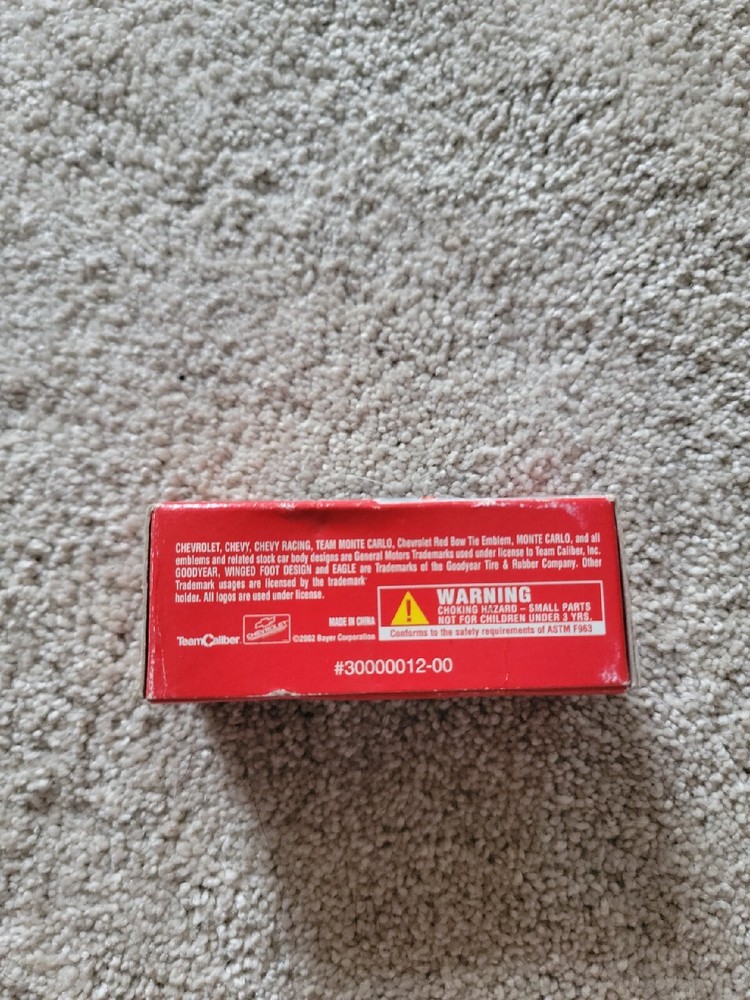 CHEVROLET, CHEVY, CHEVY RACING, TEAM MONTE CARLO, Chevrolet Red Bow Tie Emblem, MONTE CARLO, and all
emblems and related stock car body designs are General Motors Trademarks used under license to Team Caliber, Inc.
GOODYEAR, WINGED FOOT DESIGN and EAGLE are Trademarks of the Goodyear Tire & Rubber Company. Other
Trademark usages are licensed by the trademark
holder. All logos are used under license.
TeamCaliber
CHEVROLET
MADE IN CHINA
©2002 Bayer Corporation
WARNING
CHOKING HAZARD – SMALL PARTS
NOT FOR CHILDREN UNDER 3 YRS.
Conforms to the safety requirements of ASTM F963
#30000012-00